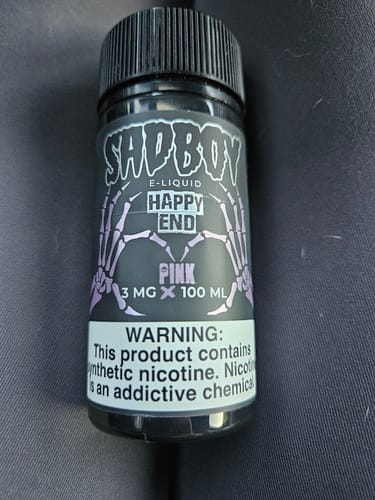 SADBOY
E-LIQUID
HAPPY
END
PINK
3 MG X 100 ML
WARNING:
This product contains
synthetic nicotine. Nicotine
is an addictive chemical.